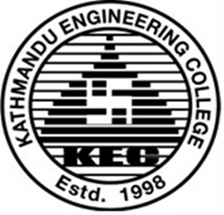 KATHMANDU ENGINEERING COLLEGE
KEC
Estd. 1998